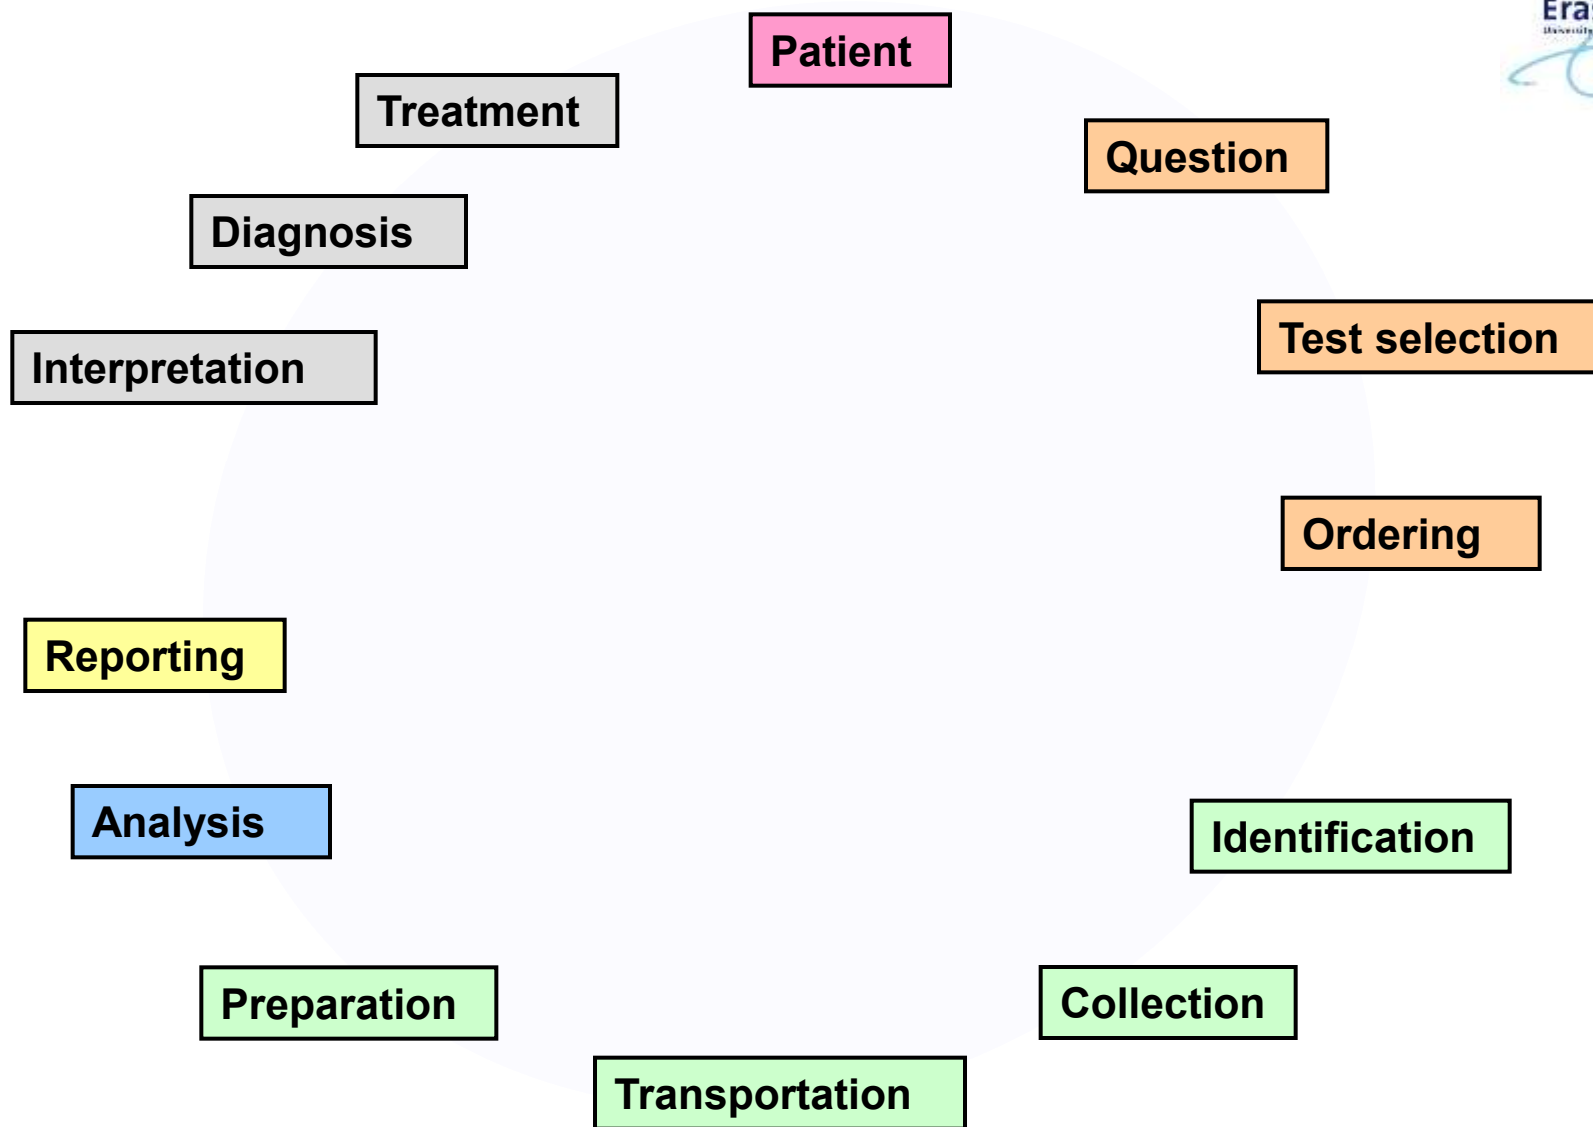 Patient
Question
Test selection
Ordering
Identification
Collection
Transportation
Preparation
Analysis
Reporting
Interpretation
Diagnosis
Treatment